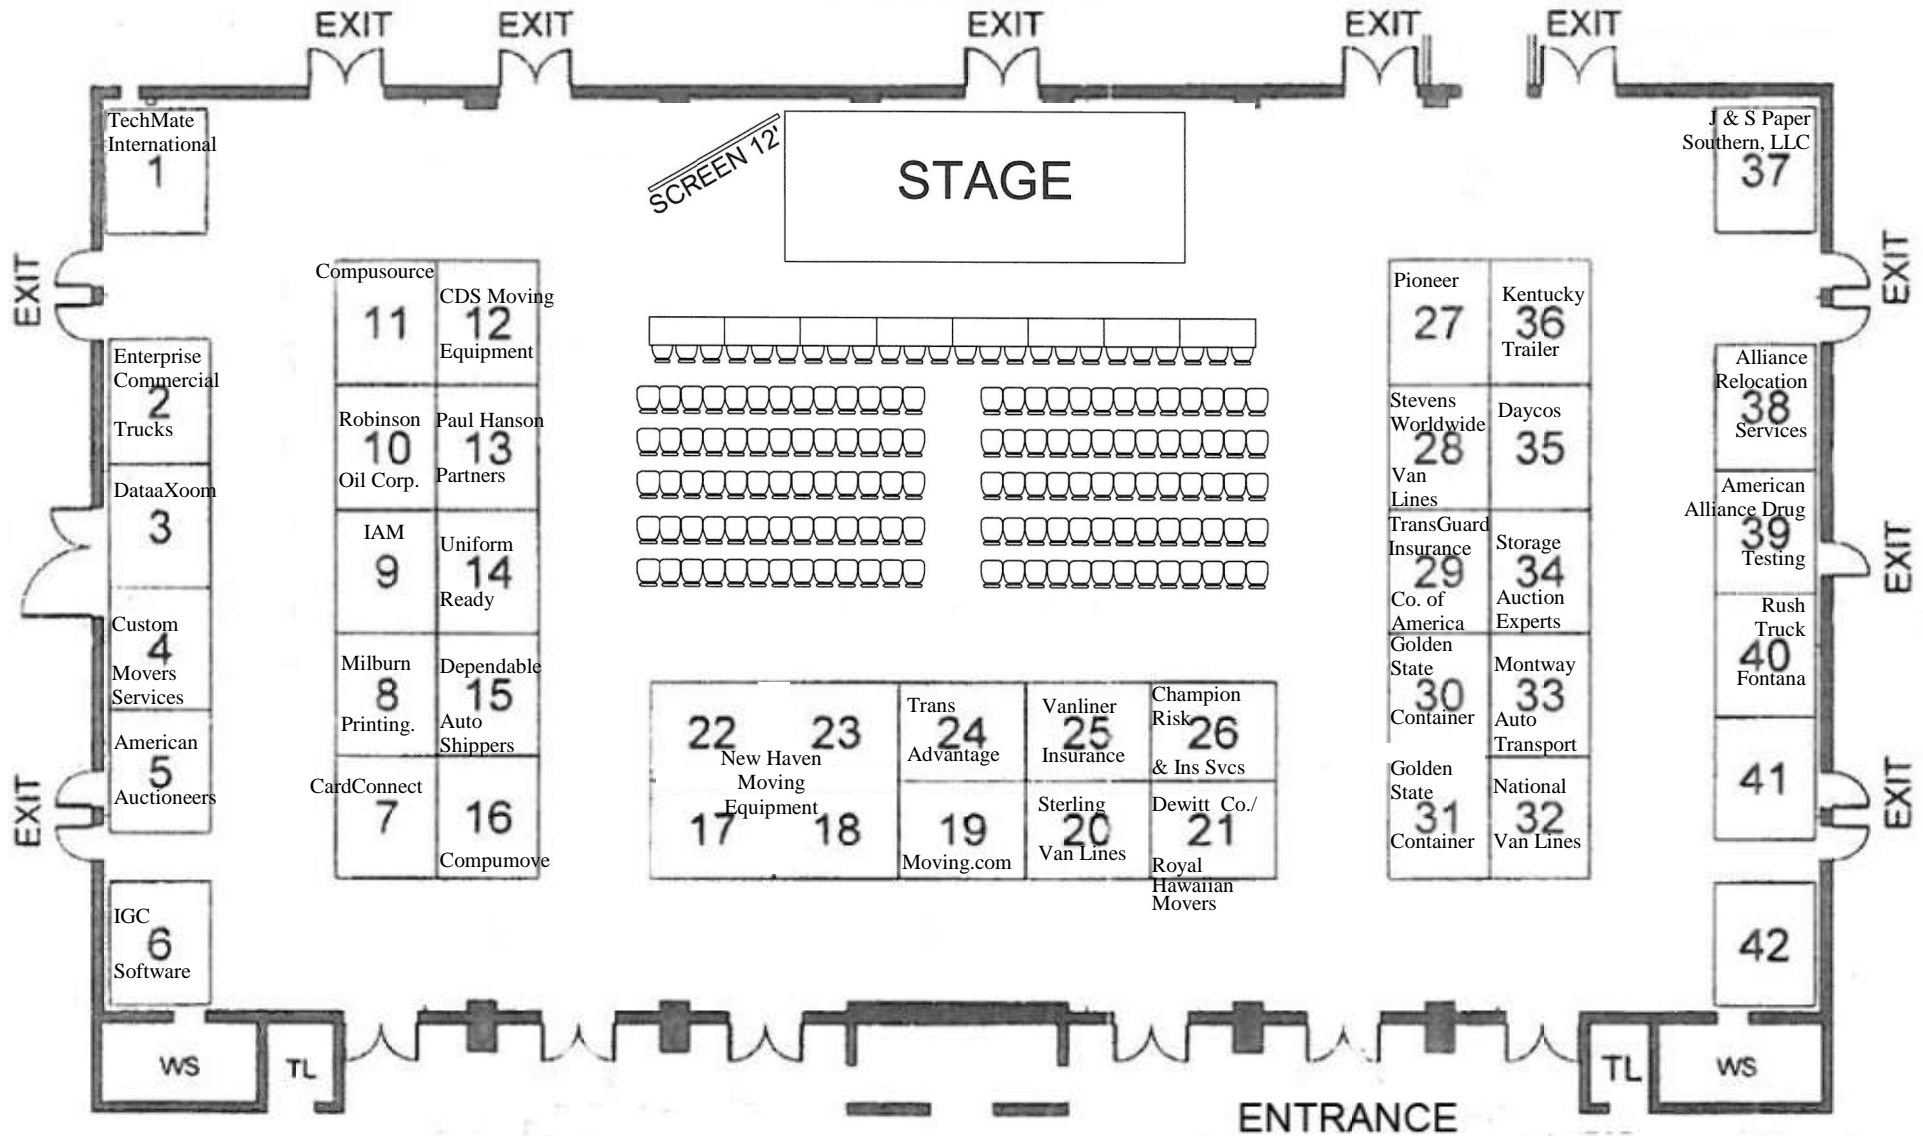 EXIT
EXIT
EXIT
EXIT
EXIT
TechMate
International
1
EXIT
Enterprise
Commercial
2
Trucks
DataaXoom
3
Custom
4
Movers
Services
American
5
Auctioneers
EXIT
IGC
6
Software
WS
TL
Compusource
11
CDS Moving
12
Equipment
Robinson
10
Oil Corp.
Paul Hanson
13
Partners
IAM
9
Uniform
14
Ready
Milburn
8
Printing.
Dependable
15
Auto
Shippers
CardConnect
7
16
Compumove
SCREEN 12'
STAGE
22
23
New Haven
Moving
Equipment
17
18
Trans
24
Advantage
Vanliner
25
Insurance
Champion
Risk
26
& Ins Svcs
19
Moving.com
Sterling
20
Van Lines
Dewitt Co./
21
Royal
Hawaiian
Movers
Pioneer
27
Kentucky
36
Trailer
Stevens
Worldwide
28
Van
Lines
Daycos
35
TransGuard
Insurance
29
Co. of
America
Storage
34
Auction
Experts
Golden
State
30
Container
Montway
33
Auto
Transport
Golden
State
31
Container
National
32
Van Lines
J & S Paper
Southern, LLC
37
EXIT
Alliance
Relocation
38
Services
American
Alliance Drug
39
Testing
EXIT
Rush
Truck
40
Fontana
41
EXIT
42
TL
WS
ENTRANCE